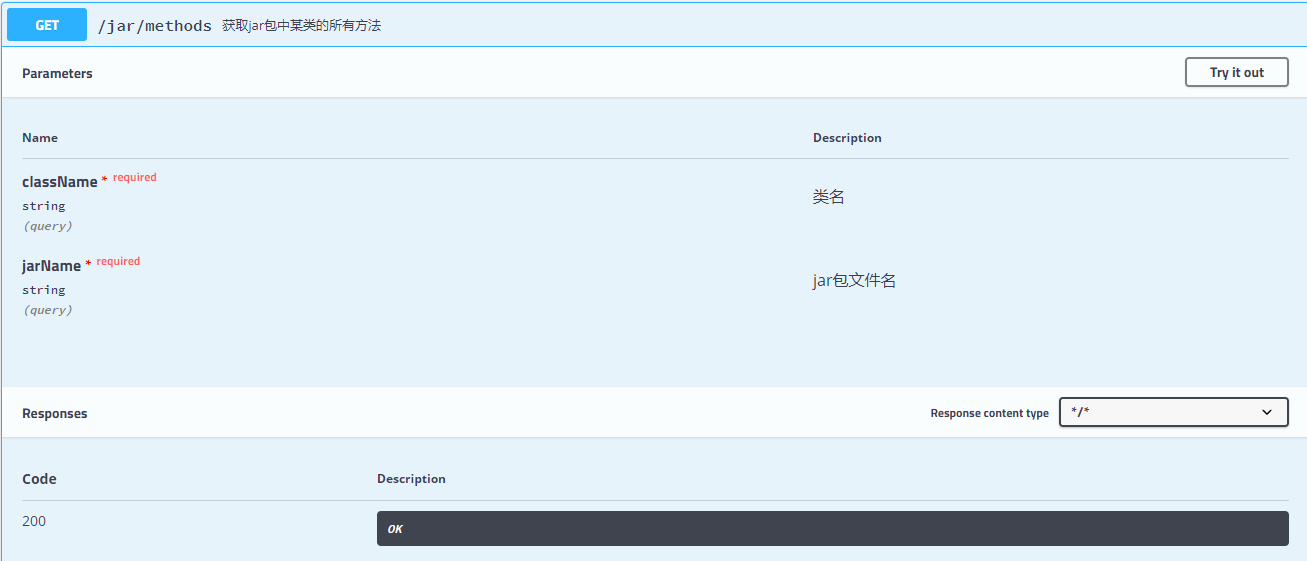 GET /jar/methods 获取jar包中某类的所有方法
Parameters Try it out
Name Description
className * required
string
(query)
类名
jarName * required
string
(query)
jar包文件名
Responses Response content type */*
Code Description
200 OK